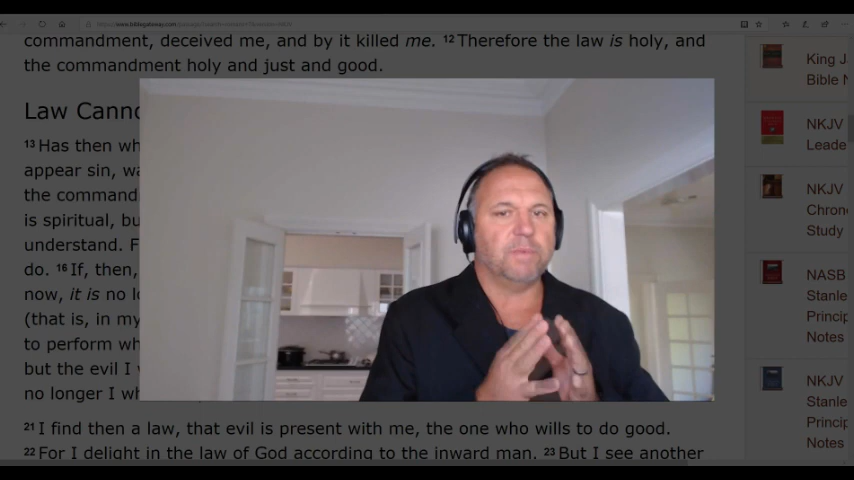 commandment, deceived me, and by it killed me. 12 Therefore the law is holy, and
the commandment holy and just and good.
Law Canno
13 Has then wh
appear sin, wa
the command
is spiritual, bu
understand. F
do. 16 If, then,
now, it is no lo
(that is, in my
to perform wh
but the evil I w
no longer I wh
21 I find then a law, that evil is present with me, the one who wills to do good.
22 For I delight in the law of God according to the inward man. 23 But I see another
King J
Bible N
NKJV
Leade
NKJV
Chron
Study
NASB
Stanle
Princip
Notes
NKJV
Stanle
Princip
Notes